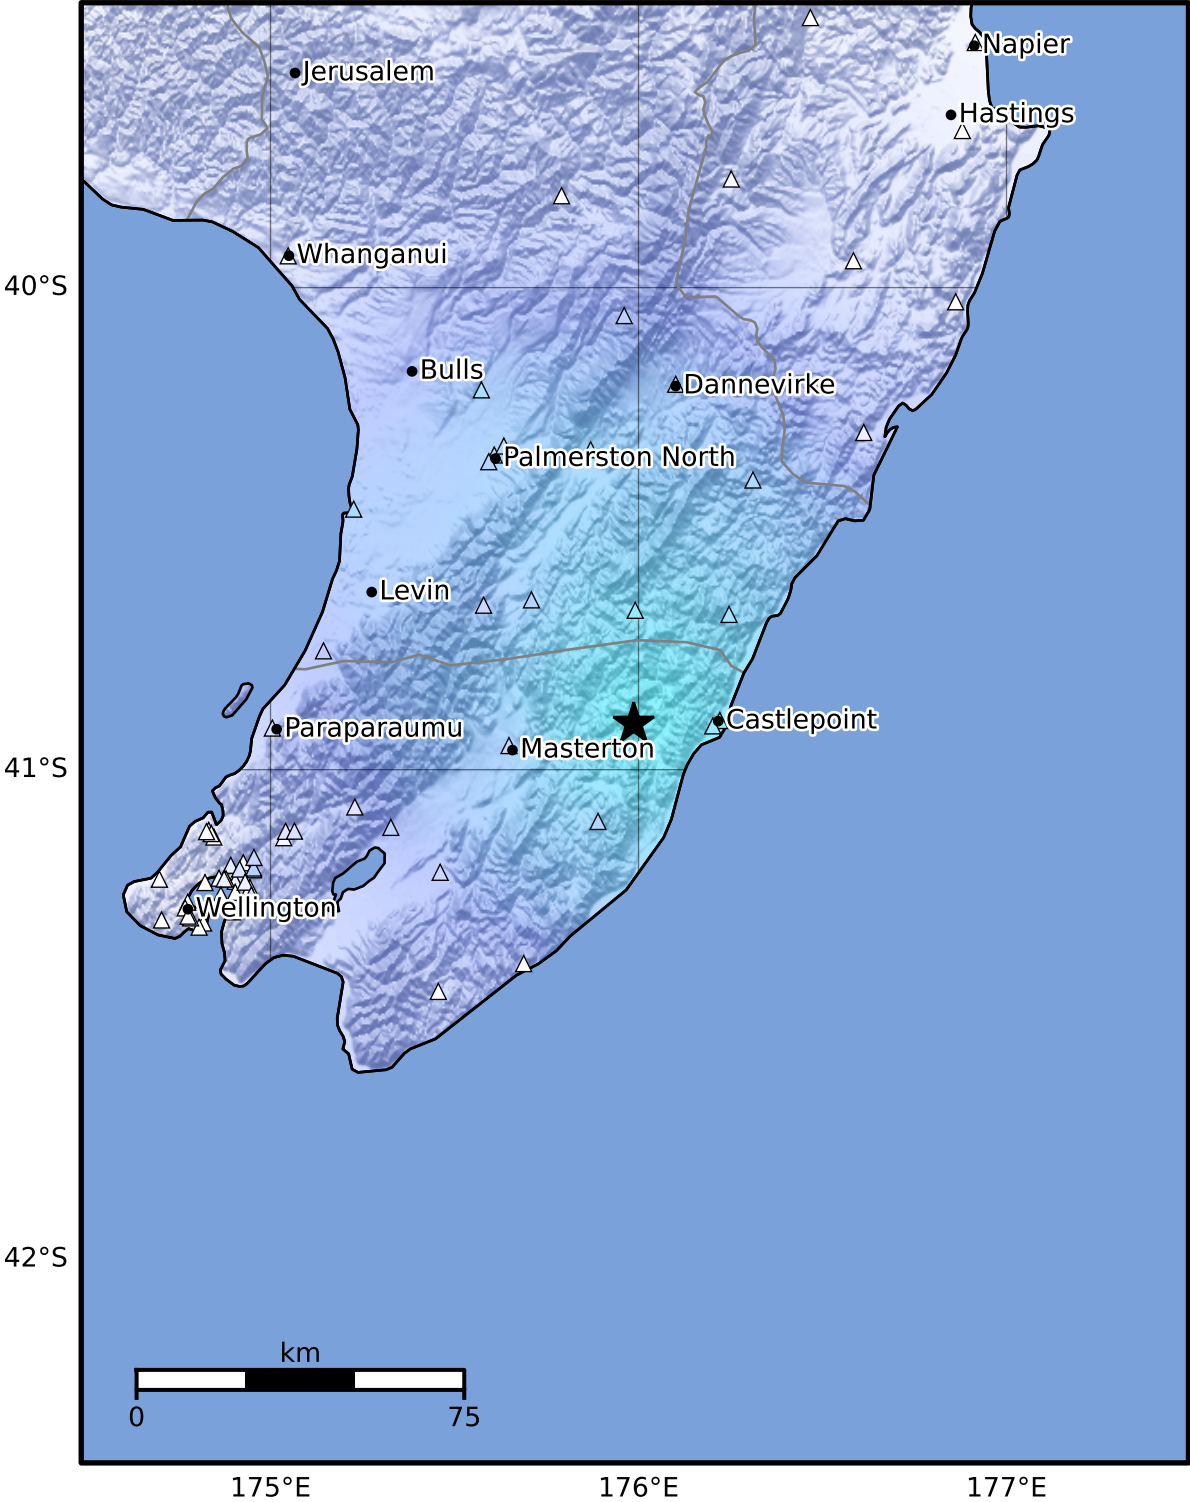 Napier
Jerusalem
Hastings
Whanganui
40°S
Bulls
Dannevirke
Palmerston North
Levin
Castlepoint
Paraparaumu
Masterton
41°S
Wellington
42°S
km
0 75
175°E 176°E 177°E